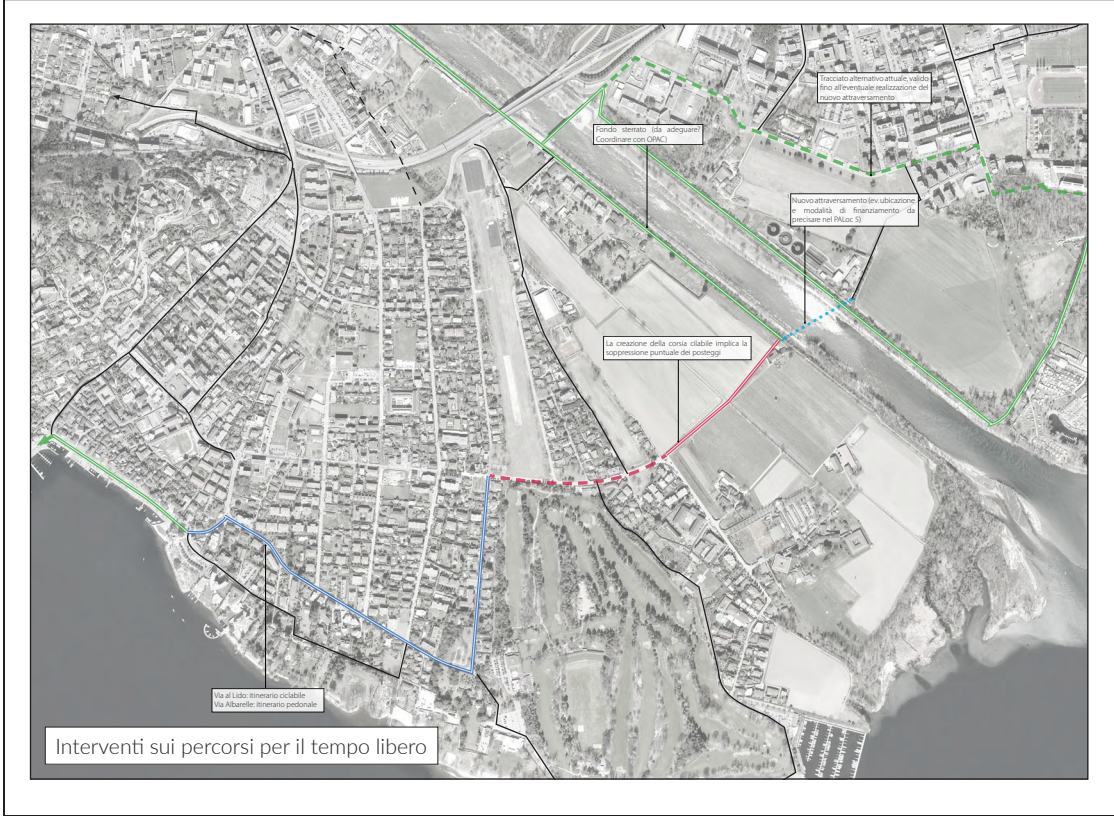 Tracciato alternativo attuale, valido
fino all'eventuale realizzazione del
nuovo attraversamento
Fondo sterrato (da adeguare?
Coordinare con OPAC)
Nuovo attraversamento (ev. ubicazione
e modalità di finanziamento da
precisare nel PALoc 5)
La creazione della corsia cilabile implica la
soppressione puntuale dei posteggi
Via al Lido: itinerario ciclabile
Via Albarelle: itinerario pedonale
Interventi sui percorsi per il tempo libero